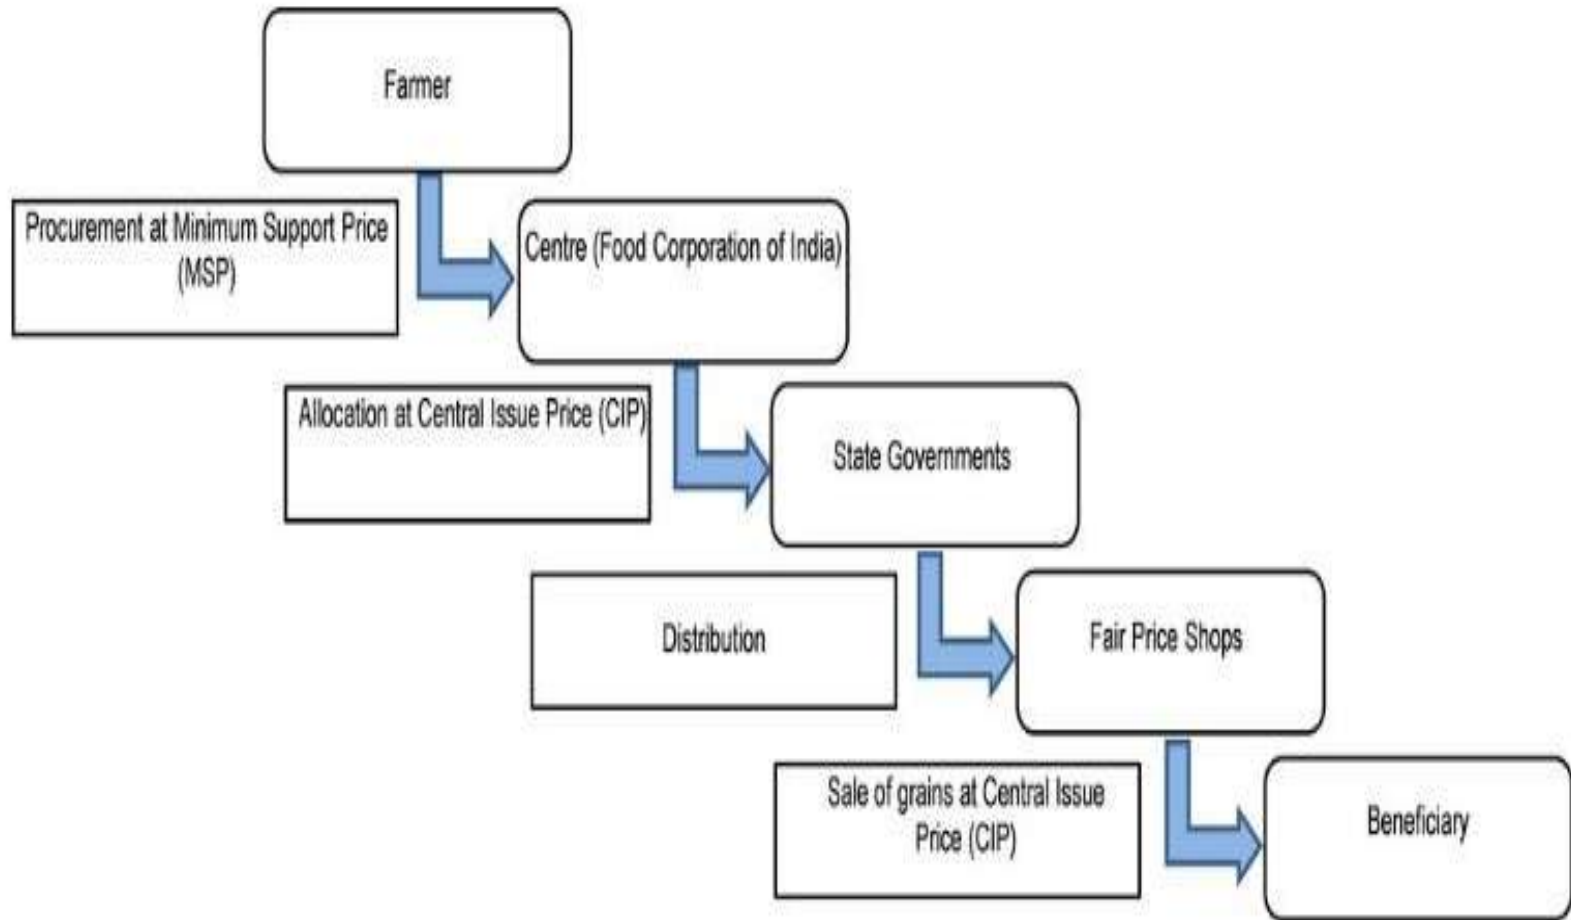 Farmer
Procurement at Minimum Support Price
(MSP)
Centre (Food Corporation of India)
Allocation at Central Issue Price (CIP)
State Governments
Distribution
Fair Price Shops
Sale of grains at Central Issue
Price (CIP)
Beneficiary